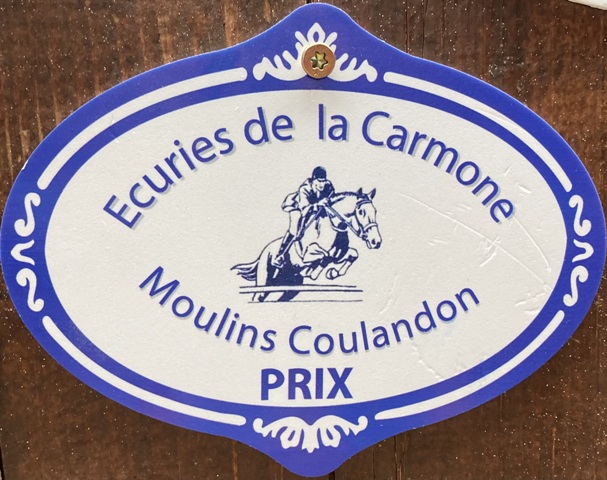 Ecuries de la Carmone
Moulins Coulandon
PRIX